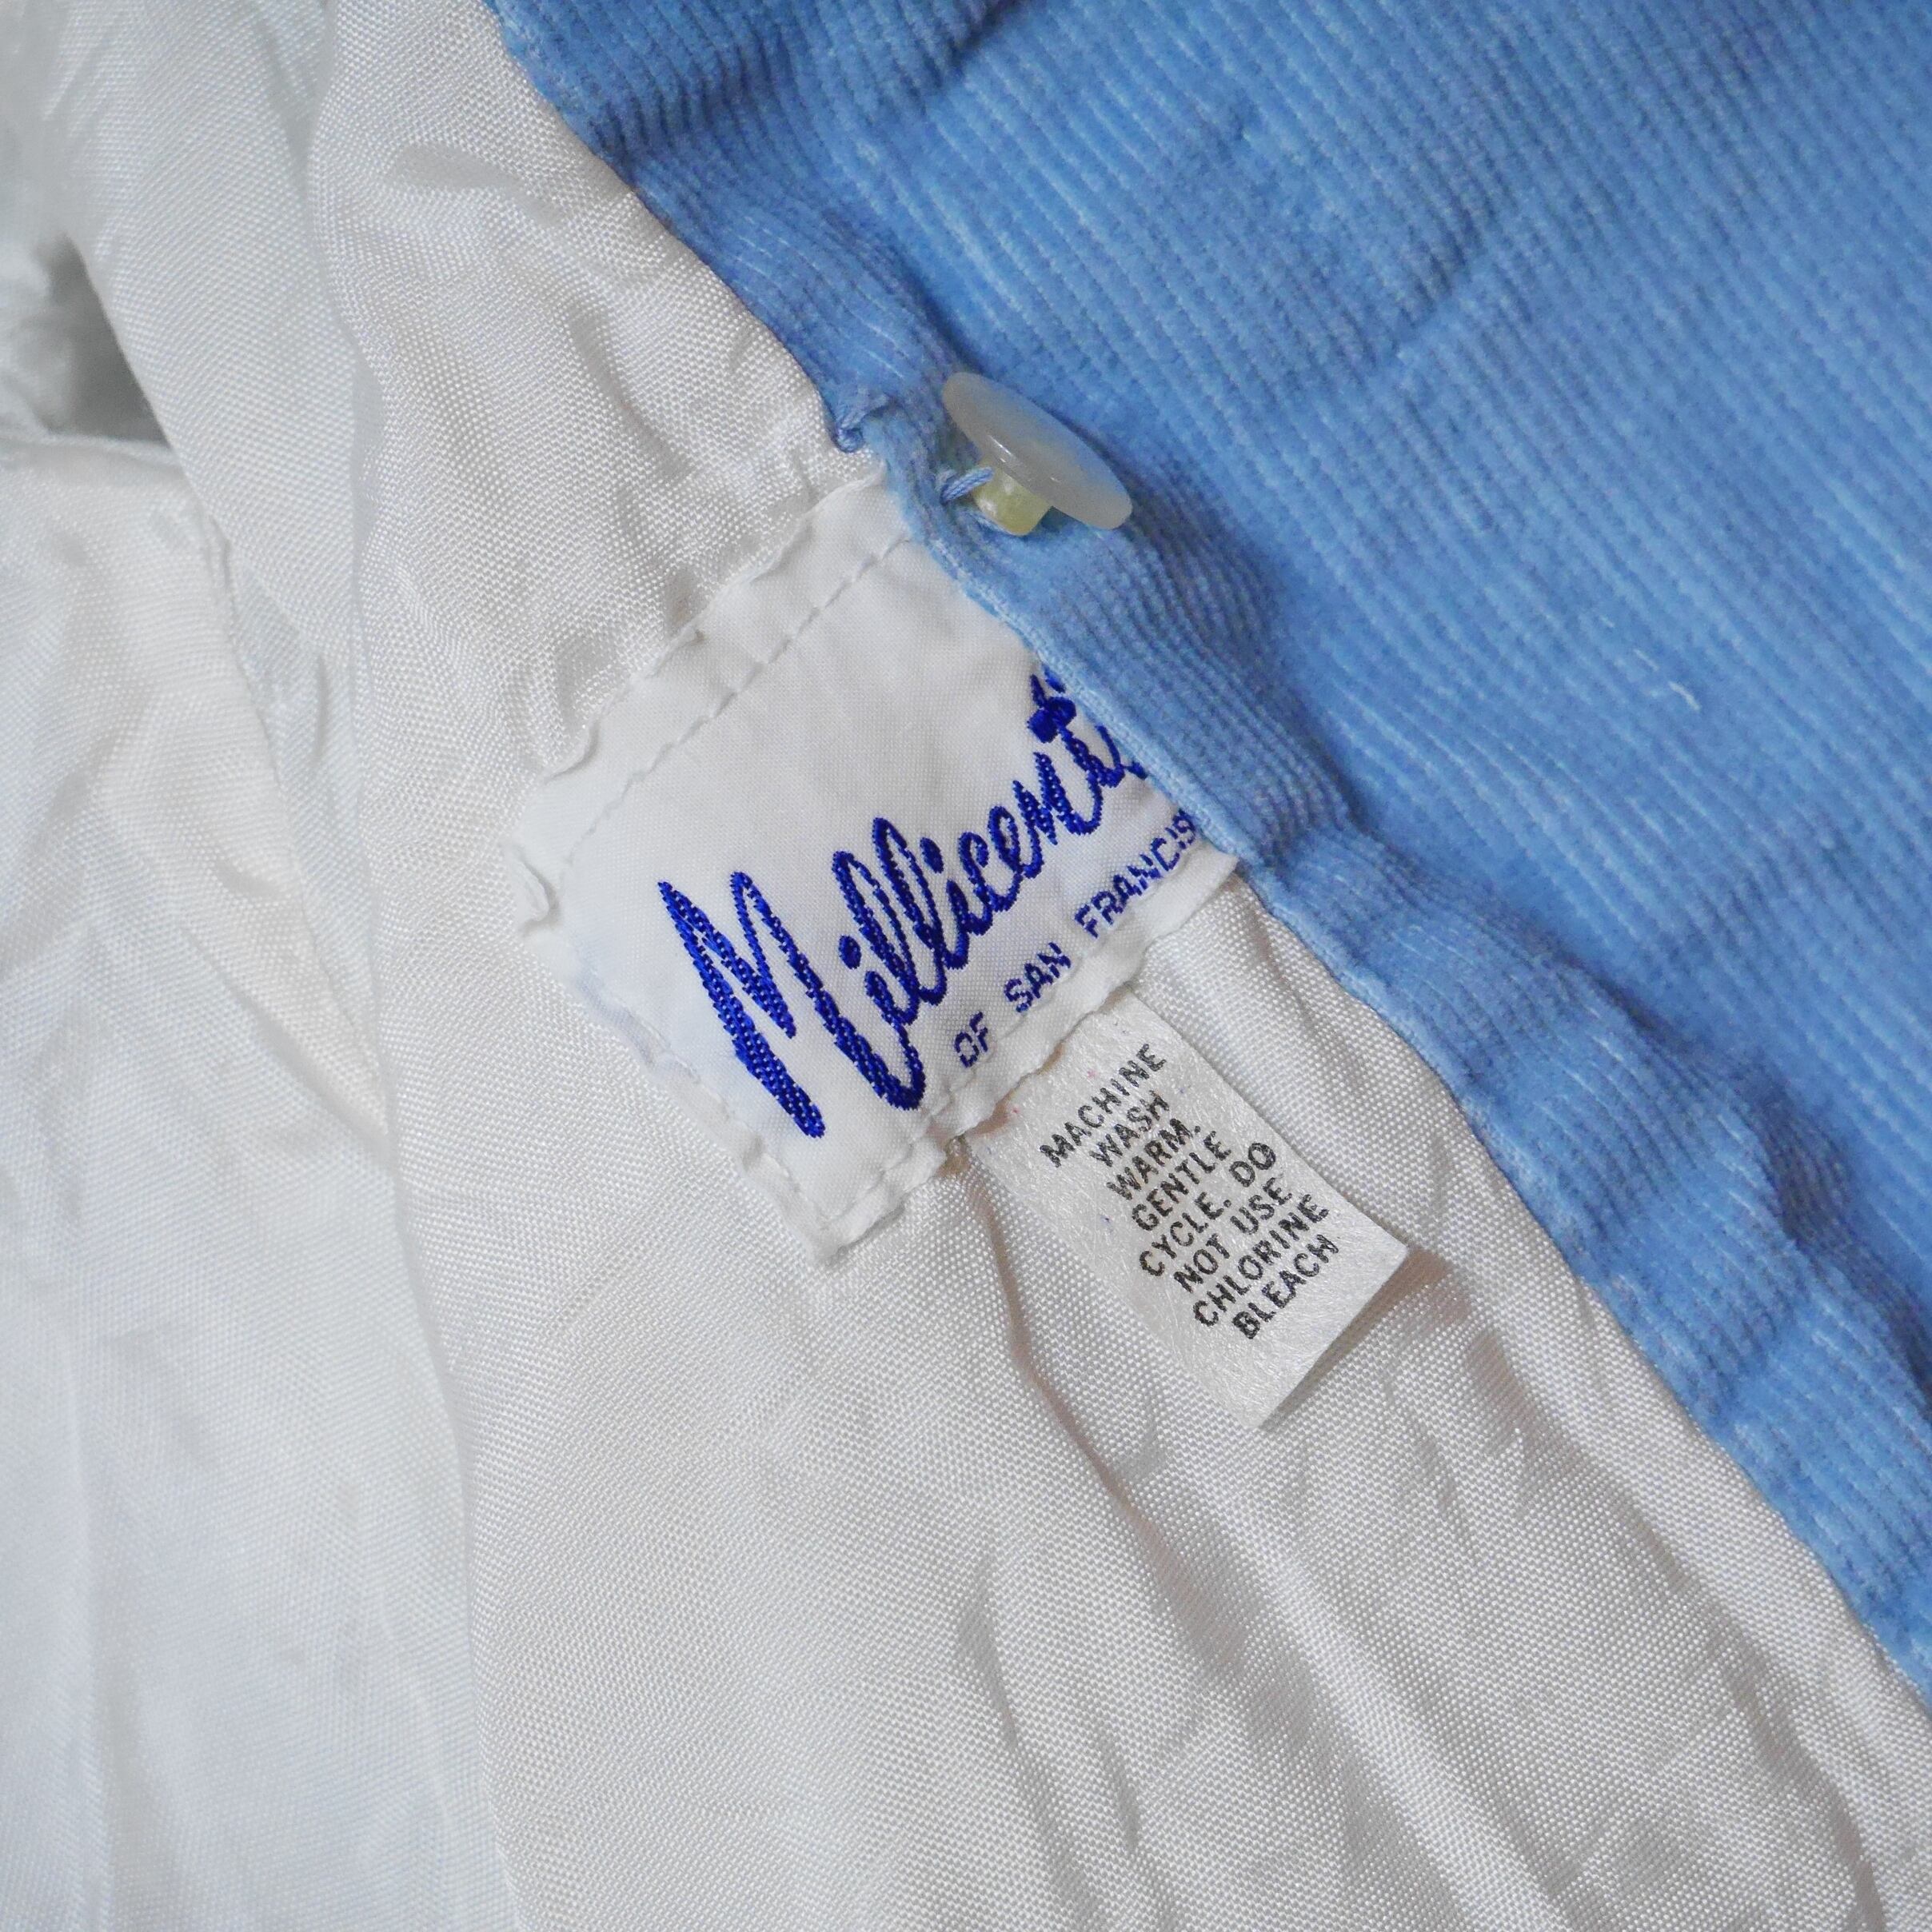 Millicent
OF SAN FRANCIS
MACHINE
WASH
WARM.
GENTLE
CYCLE. DO
NOT USE
CHLORINE
BLEACH